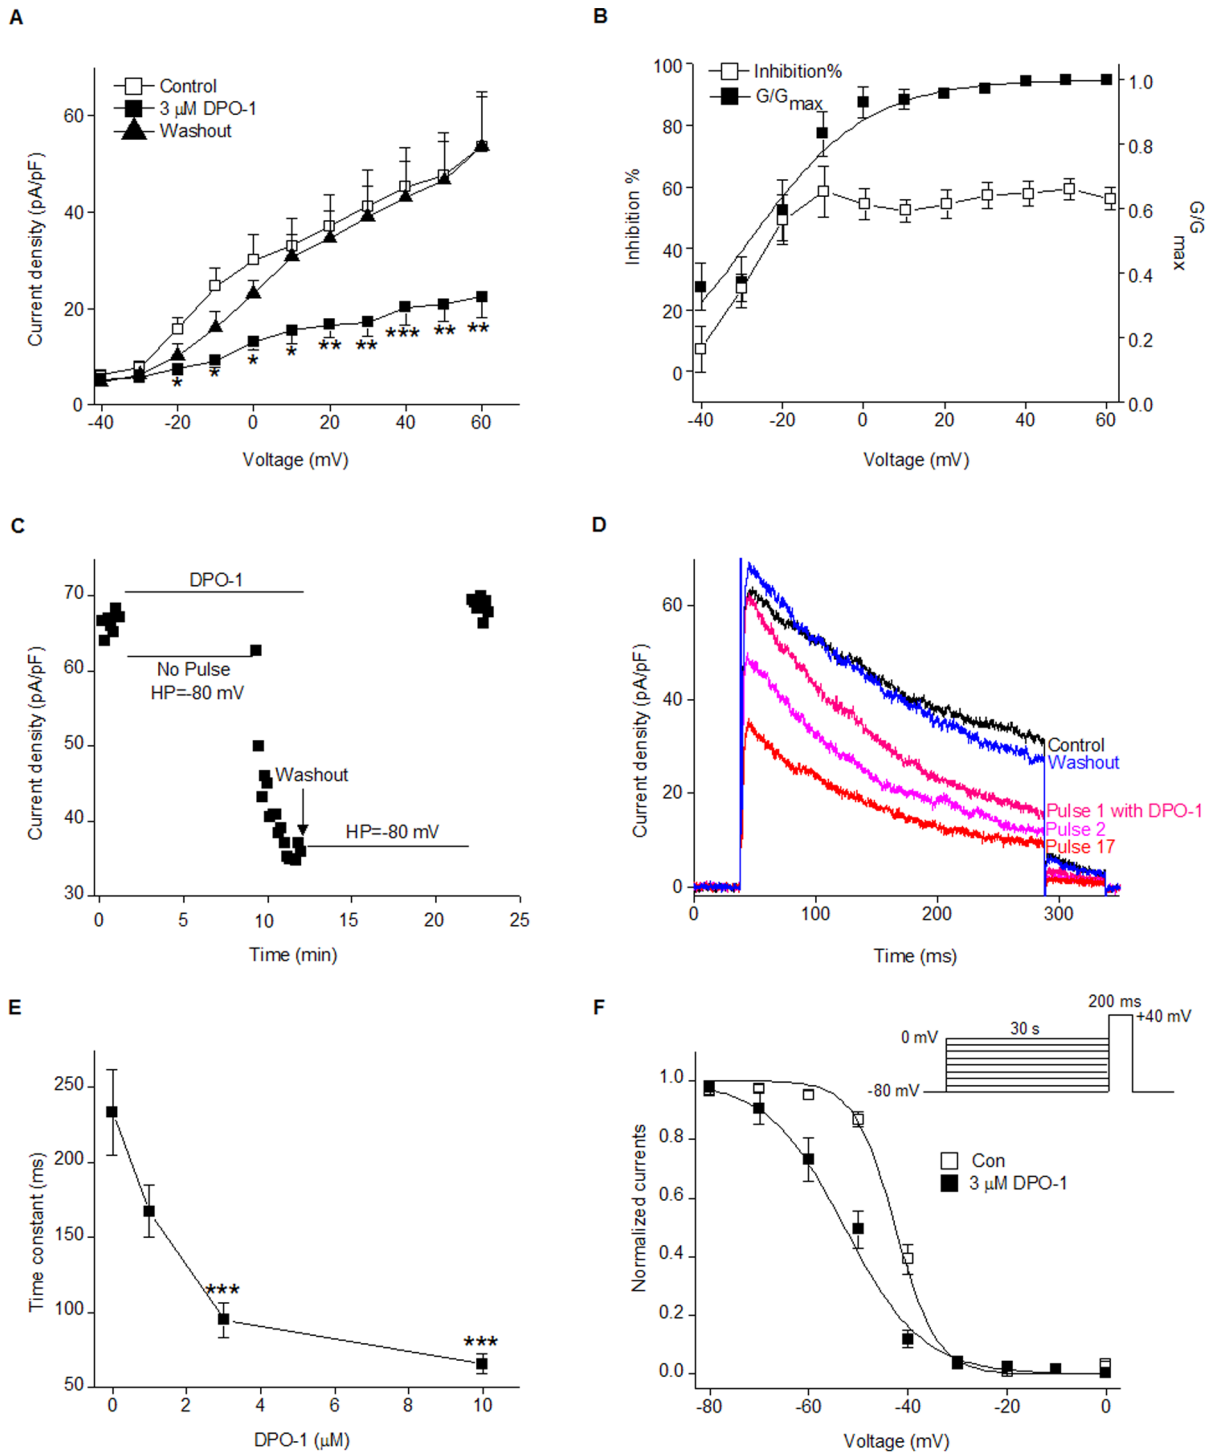 A
Control
3 μM DPO-1
Washout
60
40
20
0
Current density (pA/pF)
* * * * ** ** *** ** **
-40 -20 0 20 40 60
Voltage (mV)
B
Inhibition%
G/Gmax
100
80
60
40
20
0
Inhibition %
1.0
0.8
0.6
0.4
0.2
0.0
G/Gmax
-40 -20 0 20 40 60
Voltage (mV)
C
DPO-1
No Pulse
HP=-80 mV
Washout
HP=-80 mV
70
60
50
40
30
Current density (pA/pF)
0 5 10 15 20 25
Time (min)
D
60
40
20
0
Current density (pA/pF)
Control
Washout
Pulse 1 with DPO-1
Pulse 2
Pulse 17
0 100 200 300
Time (ms)
E
250
200
150
100
50
Time constant (ms)
***
***
0 2 4 6 8 10
DPO-1 (μM)
F
200 ms
+40 mV
0 mV
30 s
-80 mV
Con
3 μM DPO-1
1.0
0.8
0.6
0.4
0.2
0.0
Normalized currents
-80 -60 -40 -20 0
Voltage (mV)